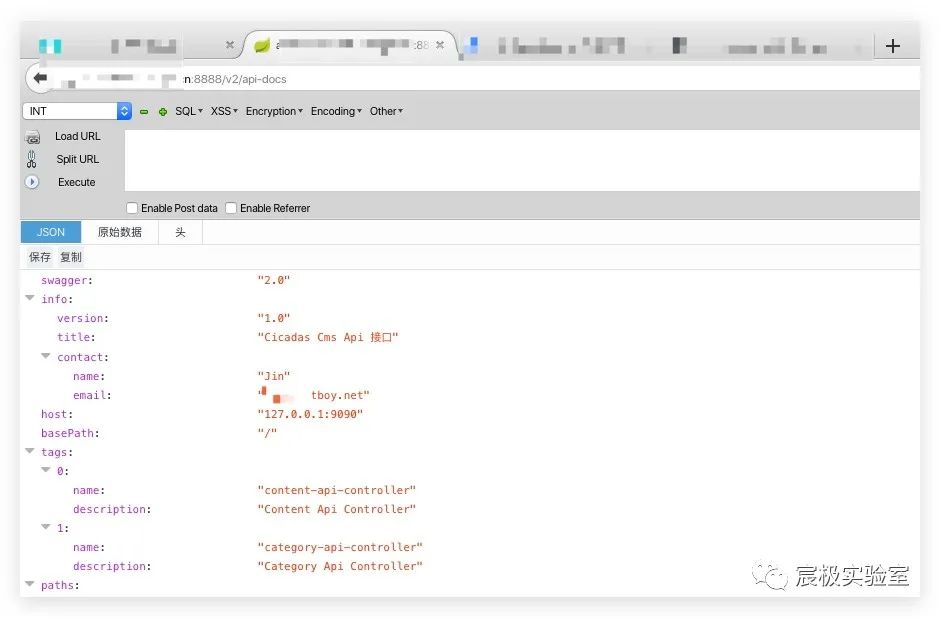 :88
n:8888/v2/api-docs
INT SQL XSS Encryption Encoding Other
Load URL
Split URL
Execute
Enable Post data Enable Referrer
JSON 原始数据 头
保存 复制
swagger: "2.0"
info:
version: "1.0"
title: "Cicadas Cms Api 接口"
contact:
name: "Jin"
email: " tboy.net"
host: "127.0.0.1:9090"
basePath: "/"
tags:
0:
name: "content-api-controller"
description: "Content Api Controller"
1:
name: "category-api-controller"
description: "Category Api Controller"
paths:
宸极实验室